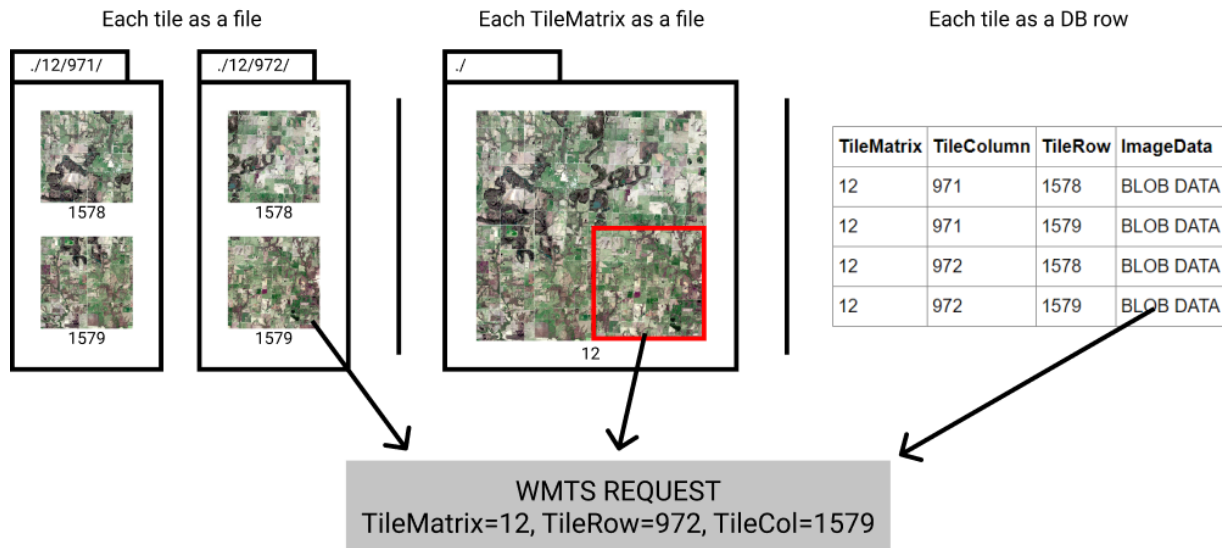 Each tile as a file
./12/971/
./12/972/
1578
1578
1579
1579
Each TileMatrix as a file
./
12
Each tile as a DB row
TileMatrix TileColumn TileRow ImageData
12 971 1578 BLOB DATA
12 971 1579 BLOB DATA
12 972 1578 BLOB DATA
12 972 1579 BLOB DATA
WMTS REQUEST
TileMatrix=12, TileRow=972, TileCol=1579